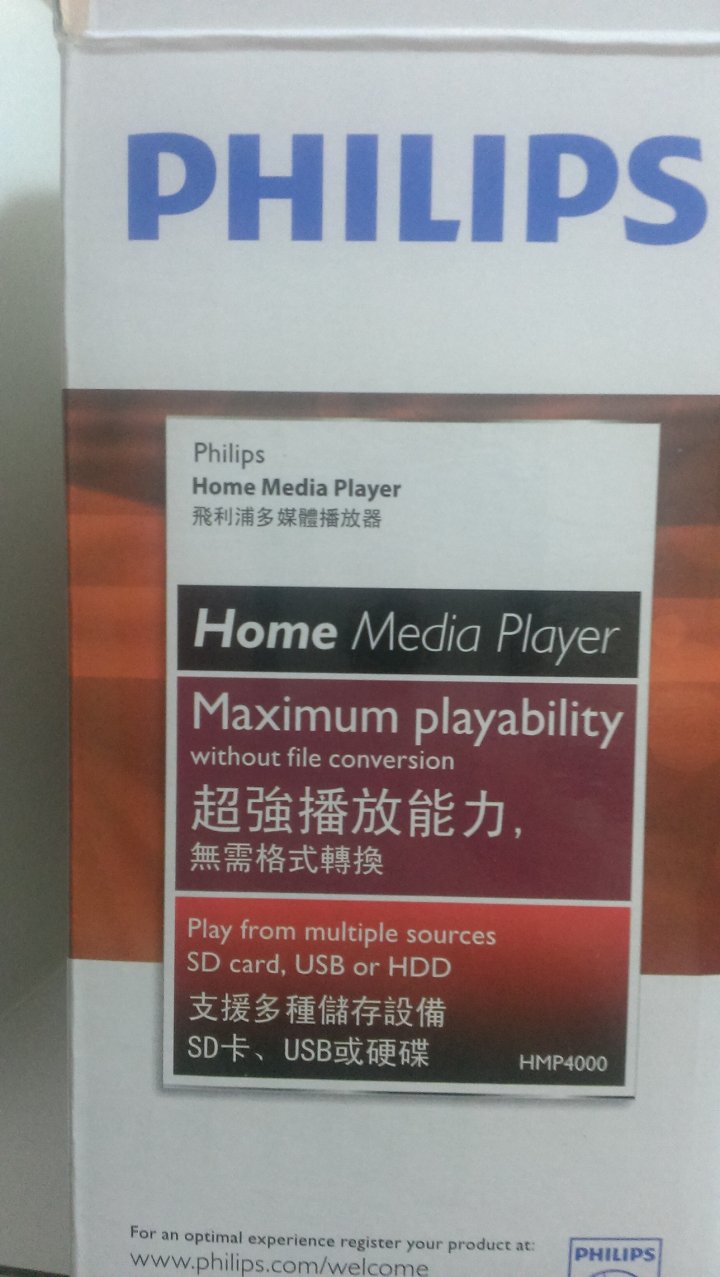 PHILIPS
Philips
Home Media Player
飛利浦多媒體播放器
Home Media Player
Maximum playability
without file conversion
超強播放能力,
無需格式轉換
Play from multiple sources
SD card, USB or HDD
支援多種儲存設備
SD卡、USB或硬碟
HMP4000
For an optimal experience register your product at:
www.philips.com/welcome
PHILIPS